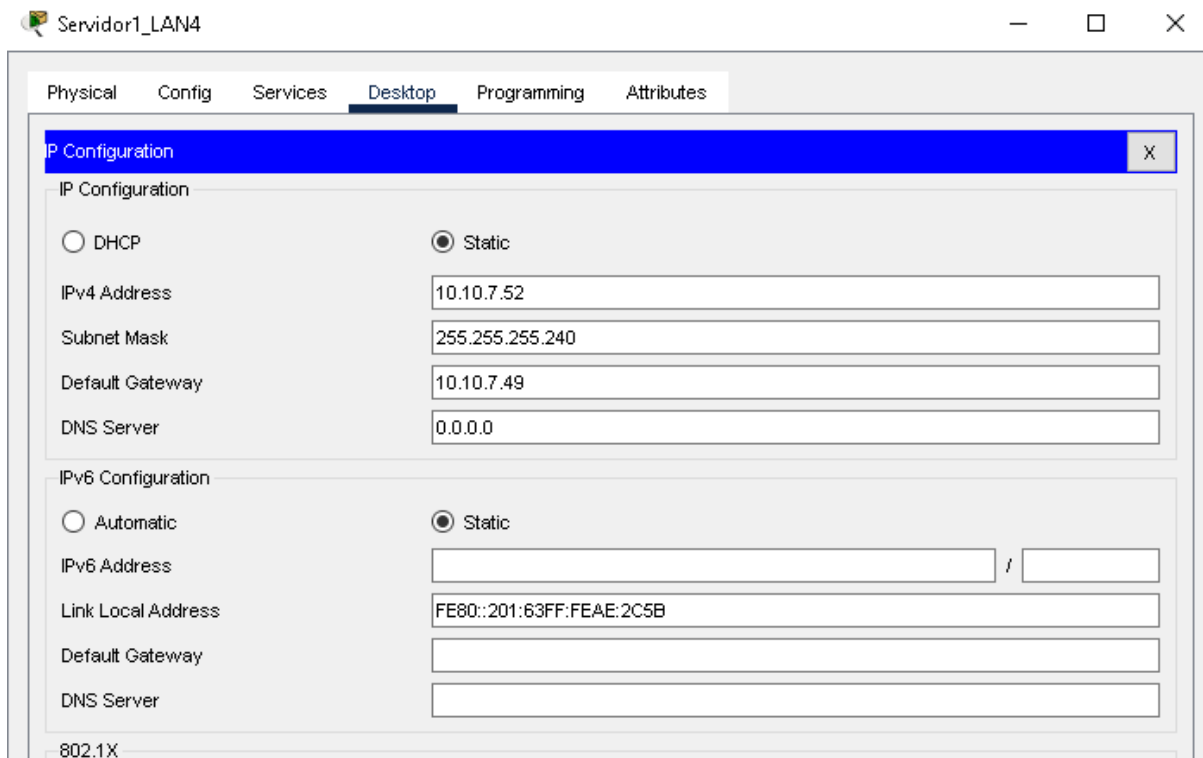 Servidor1_LAN4
Physical Config Services Desktop Programming Attributes
IP Configuration X
IP Configuration
DHCP Static
IPv4 Address 10.10.7.52
Subnet Mask 255.255.255.240
Default Gateway 10.10.7.49
DNS Server 0.0.0.0
IPv6 Configuration
Automatic Static
IPv6 Address /
Link Local Address FE80::201:63FF:FEAE:2C5B
Default Gateway
DNS Server
802.1X